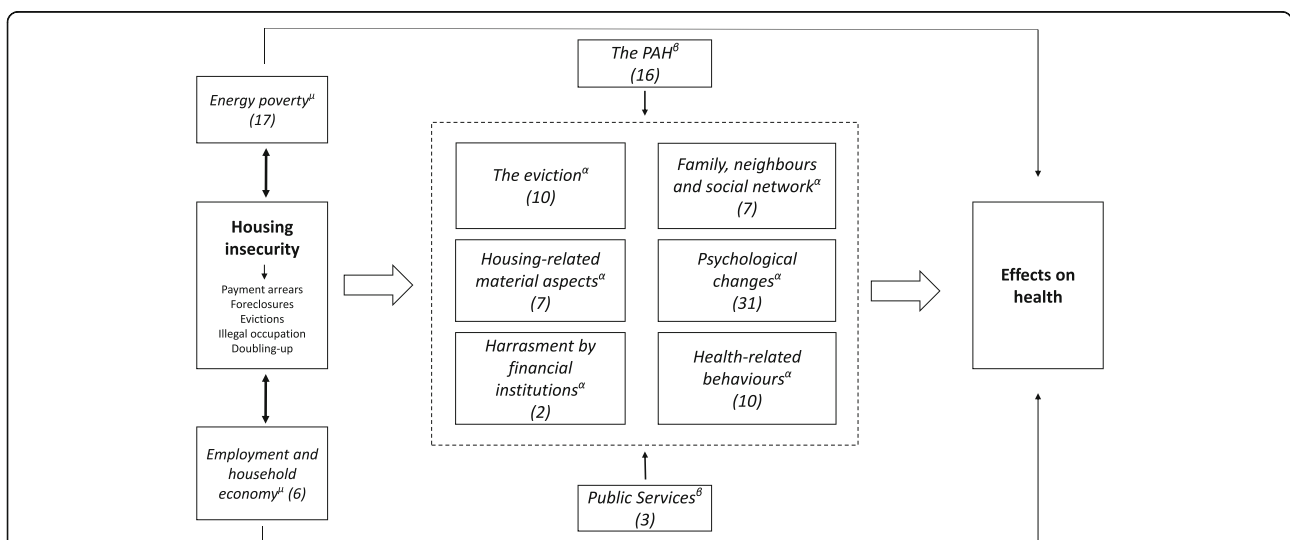 The PAHᵝ
(16)
Energy povertyᵘ
(17)
Housing
insecurity
Payment arrears
Foreclosures
Evictions
Illegal occupation
Doubling-up
Employment and
household
economyᵘ (6)
The evictionᵅ
(10)
Family, neighbours
and social networkᵅ
(7)
Housing-related
material aspectsᵅ
(7)
Psychological
changesᵅ
(31)
Harrasment by
financial
institutionsᵅ
(2)
Health-related
behavioursᵅ
(10)
Public Servicesᵝ
(3)
Effects on
health